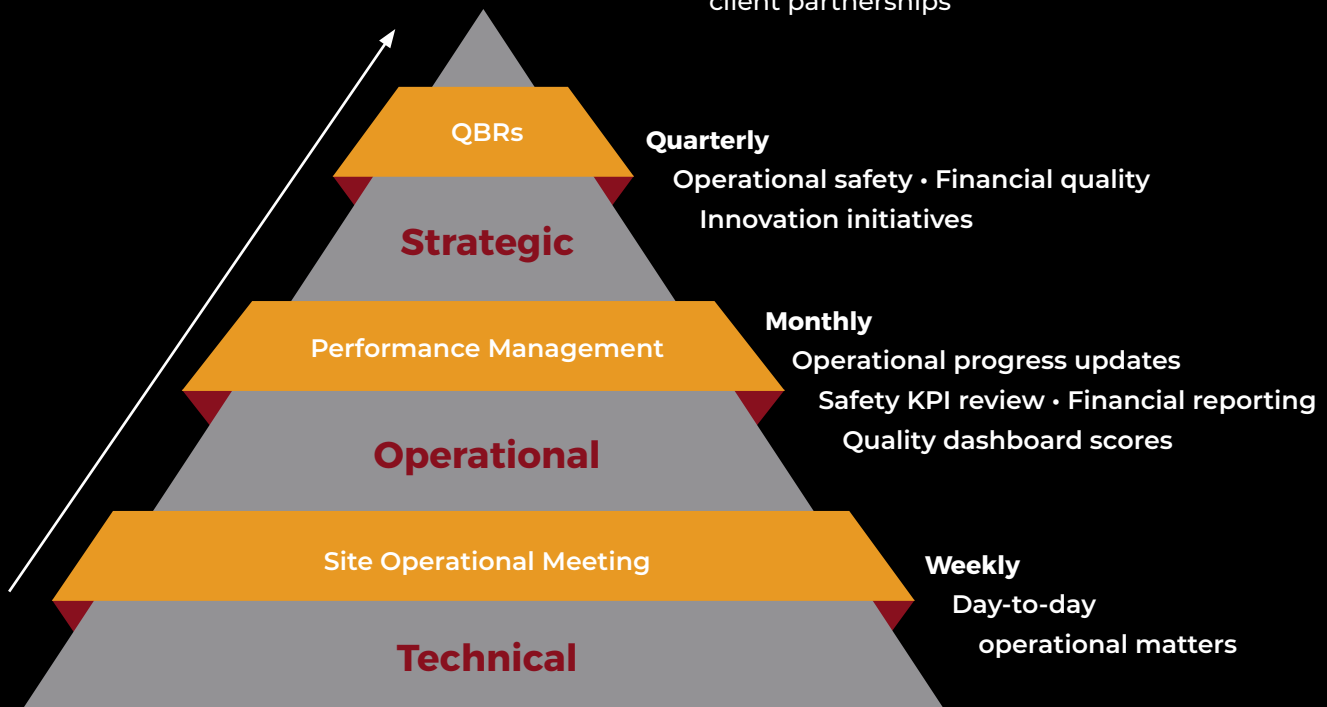 client partnerships
QBRs
Quarterly
Operational safety • Financial quality
Innovation initiatives
Strategic
Performance Management
Monthly
Operational progress updates
Safety KPI review • Financial reporting
Quality dashboard scores
Operational
Site Operational Meeting
Weekly
Day-to-day
operational matters
Technical